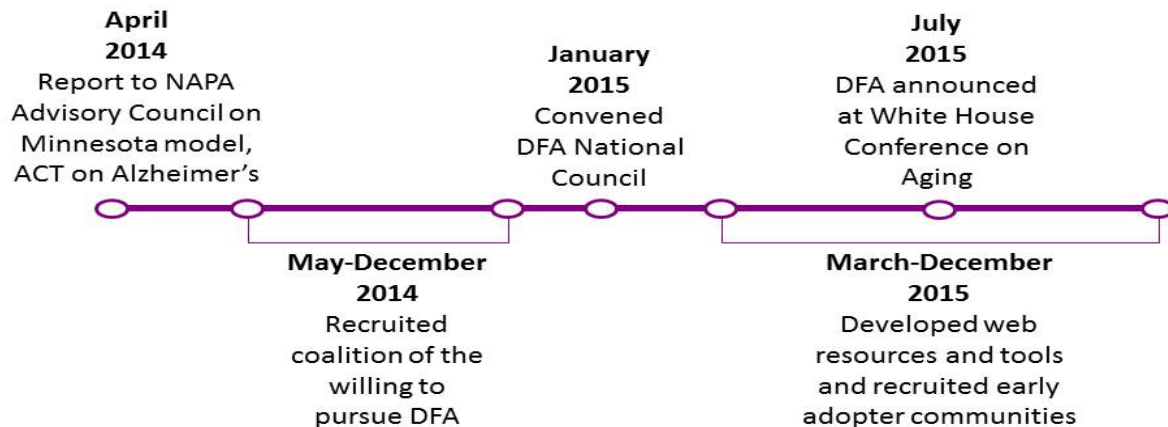 April
2014
Report to NAPA
Advisory Council on
Minnesota model,
ACT on Alzheimer’s
May-December
2014
Recruited
coalition of the
willing to
pursue DFA
January
2015
Convened
DFA National
Council
July
2015
DFA announced
at White House
Conference on
Aging
March-December
2015
Developed web
resources and tools
and recruited early
adopter communities